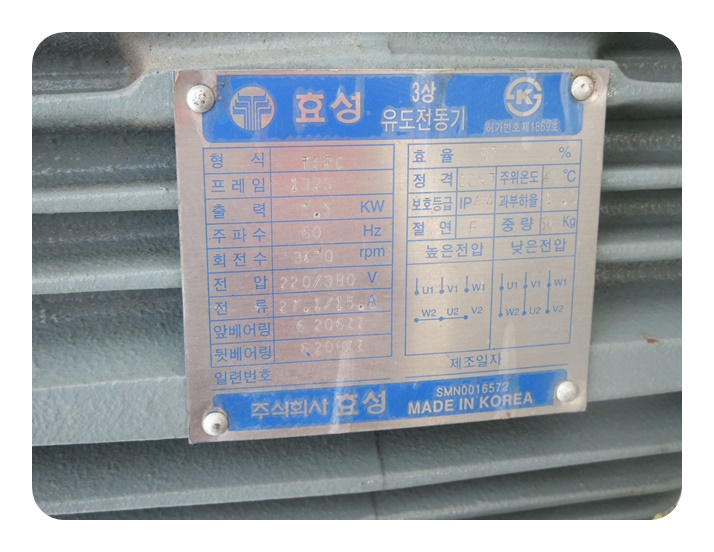 효성
3상
유도전동기
K
허가번호 제1869호
형 식
프레임 132S
출 력 KW
주파수 60 Hz
회전수 rpm
전 압 220/380 V
전 류 A
앞베어링 6206ZZ
뒷베어링 6206ZZ
일련번호
효 율 %
정 격 주위온도 ℃
보호등급 IP 과부하율
절 연 F 중 량 Kg
높은전압 낮은전압
U1 V1 W1 U1 V1 W1
W2 U2 V2 W2 U2 V2
제조일자
주식회사 효성
SMN0016572
MADE IN KOREA